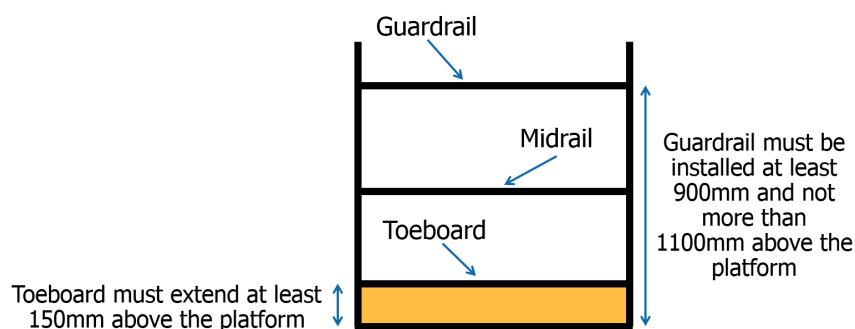 Guardrail
Midrail
Guardrail must be
installed at least
900mm and not
more than
1100mm above the
platform
Toeboard
Toeboard must extend at least
150mm above the platform